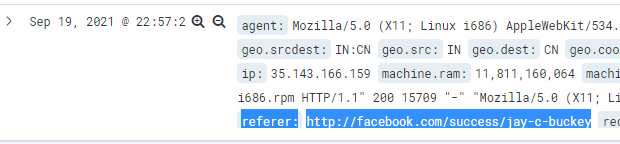 Sep 19, 2021 @ 22:57:2 agent: Mozilla/5.0 (X11; Linux i686) AppleWebKit/534.
geo.srcdest: IN:CN geo.src: IN geo.dest: CN geo.coo
ip: 35.143.166.159 machine.ram: 11,811,160,064 machi
i686.rpm HTTP/1.1" 200 15709 "-" "Mozilla/5.0 (X11; Li
referer: http://facebook.com/success/jay-c-buckey rec